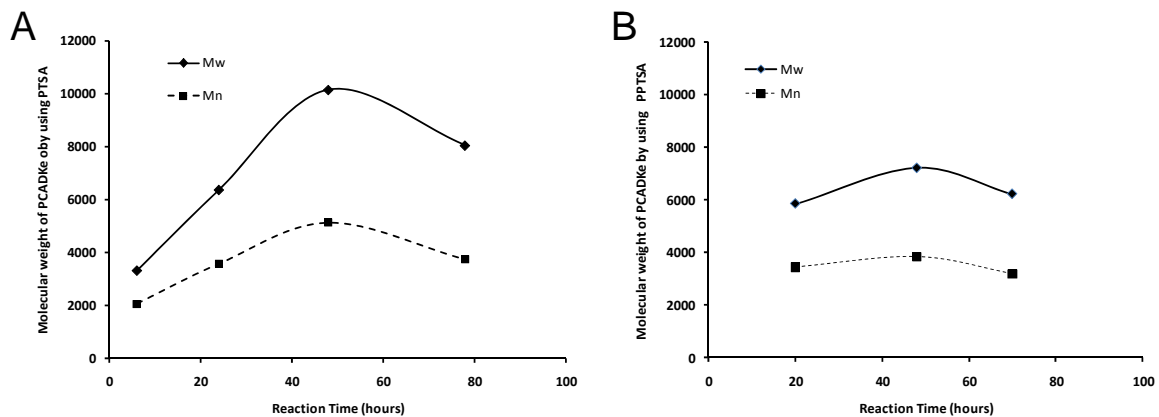 A
Molecular weight of PCADKe oby using PTSA
12000
10000
8000
6000
4000
2000
0
Mw
Mn
0 20 40 60 80 100
Reaction Time (hours)
B
Molecular weight of PCADKe by using PPTSA
12000
10000
8000
6000
4000
2000
0
Mw
Mn
0 20 40 60 80 100
Reaction Time (hours)